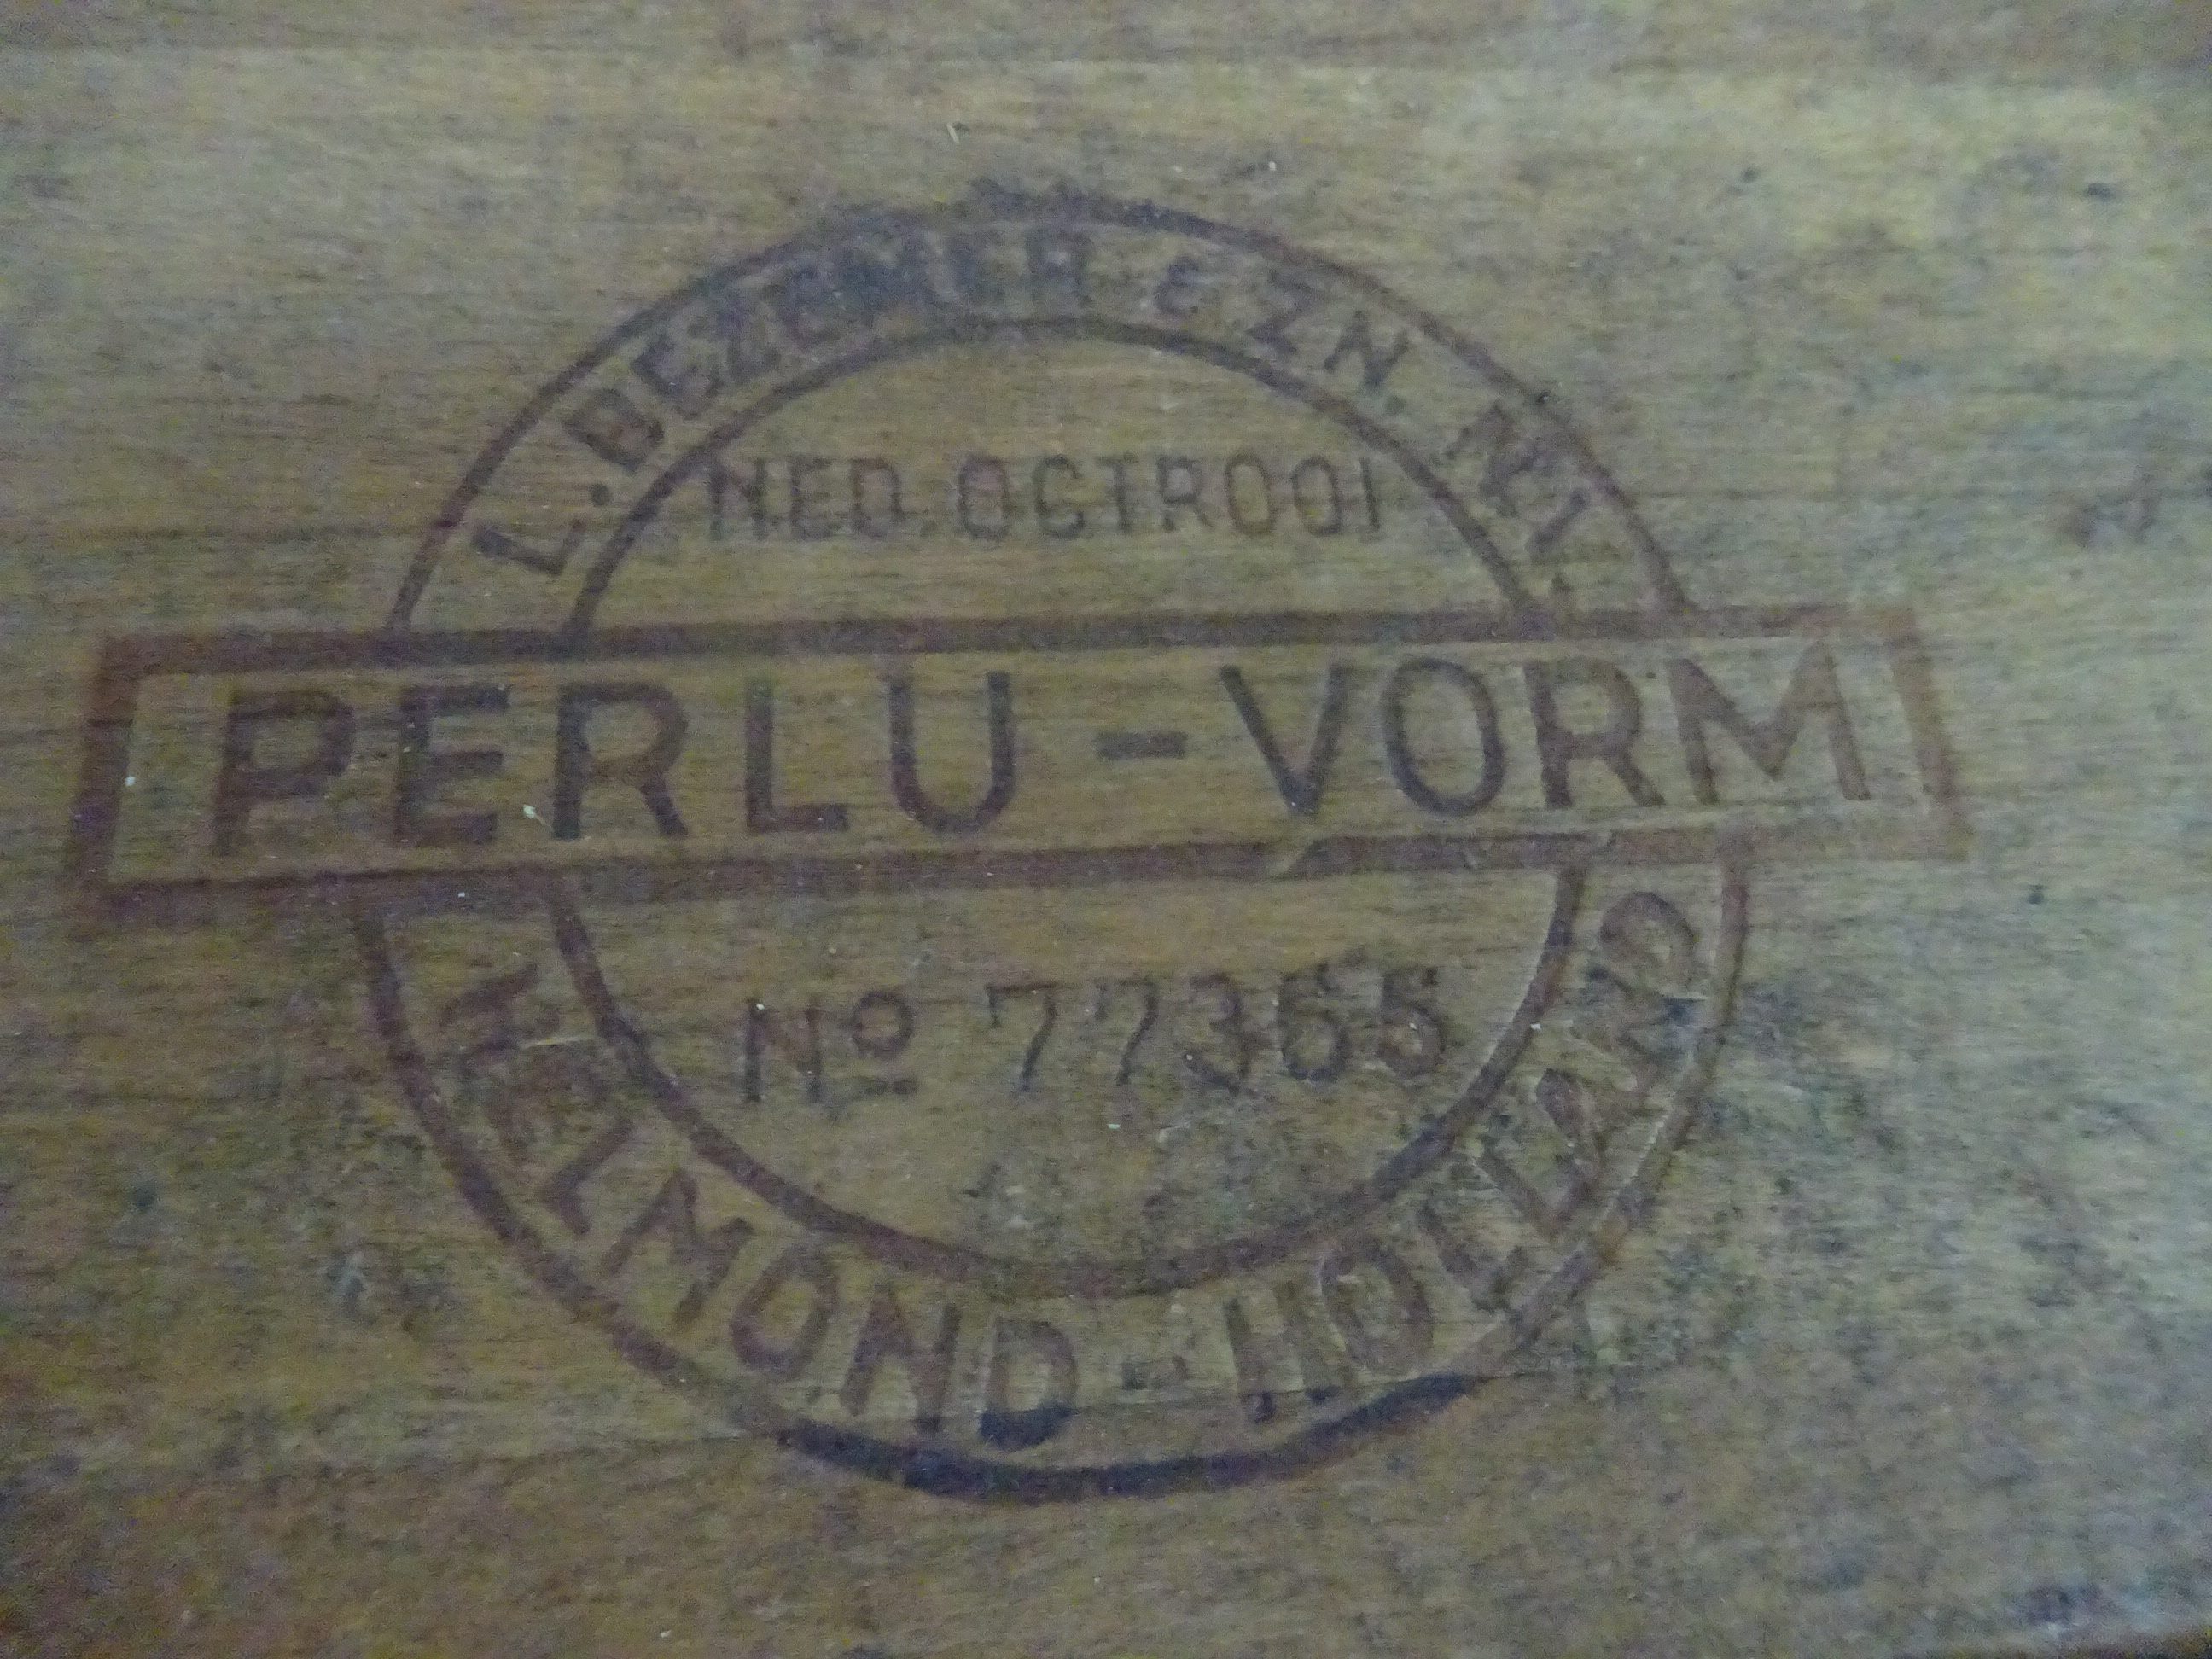 L. BEZEMER & ZN. N.V.
NED. OCTROOI
PERLU-VORM
Nº 77365
HELMOND-HOLLAND